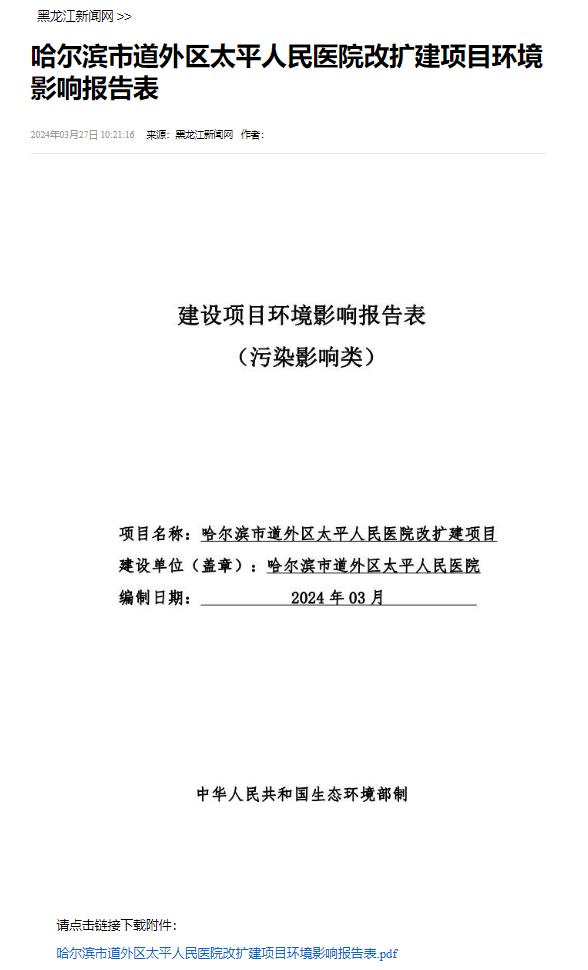 黑龙江新闻网 >>
哈尔滨市道外区太平人民医院改扩建项目环境
影响报告表
2024年03月27日 10:21:16 来源: 黑龙江新闻网 作者:
建设项目环境影响报告表
（污染影响类）
项目名称：哈尔滨市道外区太平人民医院改扩建项目
建设单位（盖章）：哈尔滨市道外区太平人民医院
编制日期： 2024 年 03 月
中华人民共和国生态环境部制
请点击链接下载附件：
哈尔滨市道外区太平人民医院改扩建项目环境影响报告表.pdf